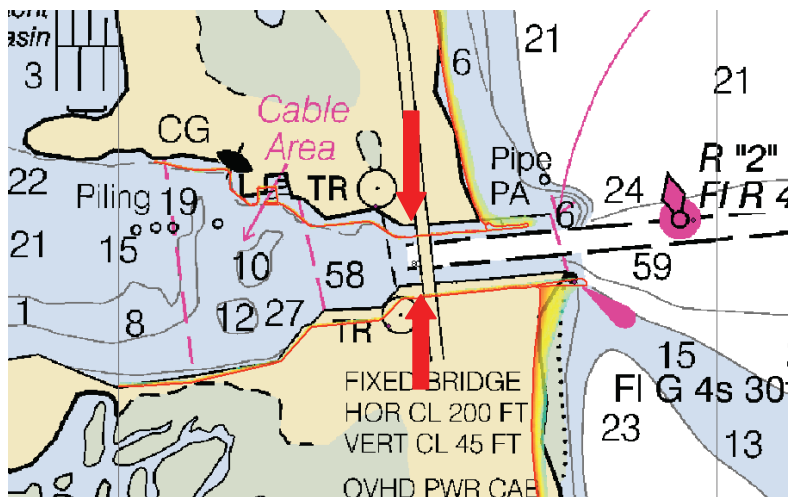 asin
3
CG
Cable
Area
6
21
21
Pipe
PA
R "2"
Fl R 4
22
Piling
19
TR
6
24
21
15
10
58
59
1
8
12
27
TR
FIXED BRIDGE
HOR CL 200 FT
VERT CL 45 FT
OVHD PWR CAB
15
Fl G 4s 30
23
13